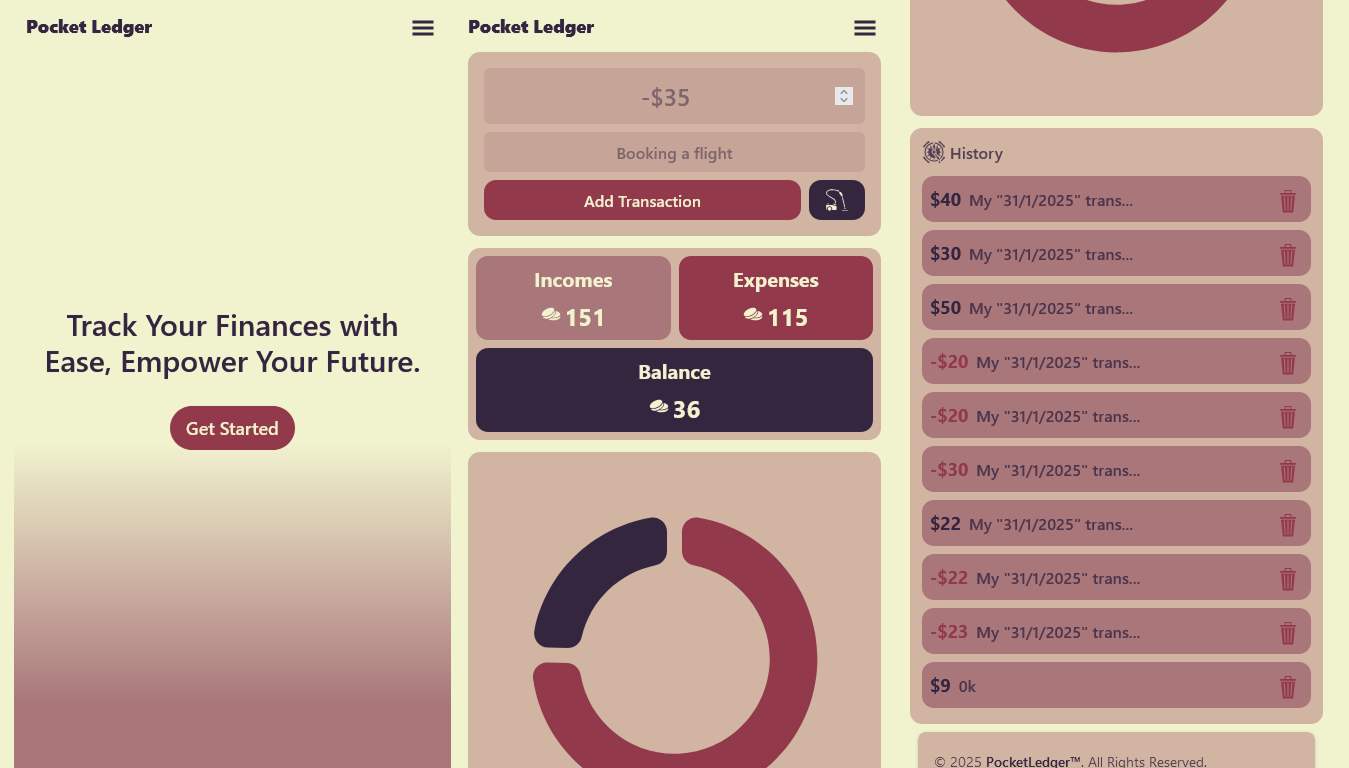 Pocket Ledger
Track Your Finances with
Ease, Empower Your Future.
Get Started
Pocket Ledger
-$35
Booking a flight
Add Transaction
Incomes
151
Expenses
115
Balance
36
History
$40 My "31/1/2025" trans...
$30 My "31/1/2025" trans...
$50 My "31/1/2025" trans...
-$20 My "31/1/2025" trans...
-$20 My "31/1/2025" trans...
-$30 My "31/1/2025" trans...
$22 My "31/1/2025" trans...
-$22 My "31/1/2025" trans...
-$23 My "31/1/2025" trans...
$9 0k
© 2025 PocketLedger™. All Rights Reserved.